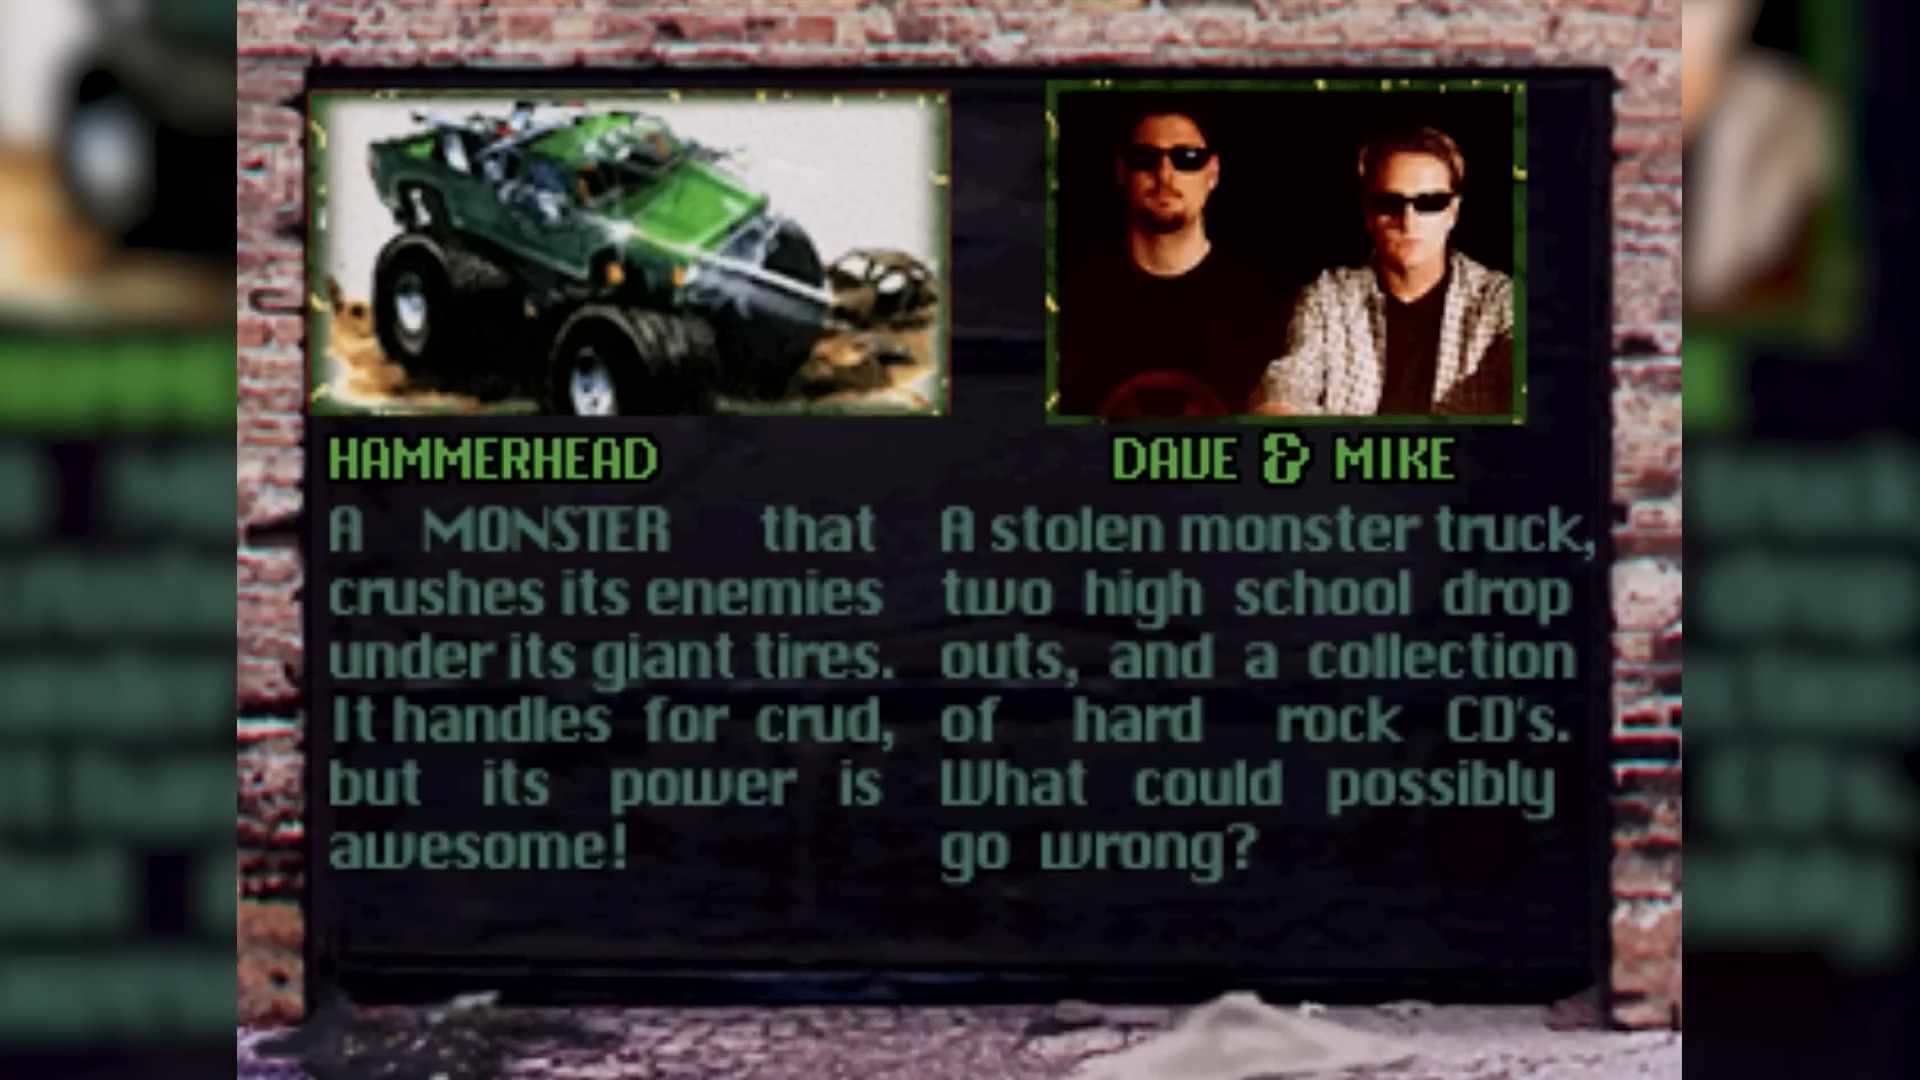 HAMMERHEAD
A MONSTER that
crushes its enemies
under its giant tires.
It handles for crud,
but its power is
awesome!
DAVE & MIKE
A stolen monster truck,
two high school drop
outs, and a collection
of hard rock CD's.
What could possibly
go wrong?